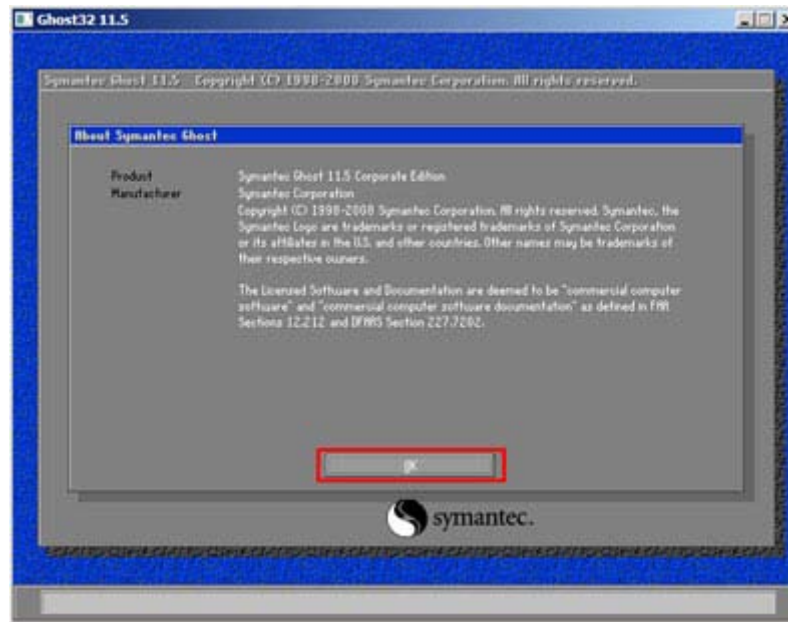 Ghost32 11.5
Symantec Ghost 11.5 Copyright (C) 1998-2008 Symantec Corporation. All rights reserved.
About Symantec Ghost
Product Symantec Ghost 11.5 Corporate Edition
Manufacturer Symantec Corporation
Copyright (C) 1998-2008 Symantec Corporation. All rights reserved. Symantec, the
Symantec Logo are trademarks or registered trademarks of Symantec Corporation
or its affiliates in the U.S. and other countries. Other names may be trademarks of
their respective owners.
The Licensed Software and Documentation are deemed to be "commercial computer
software" and "commercial computer software documentation" as defined in FAR
Sections 12.212 and DFARS Section 227.7202.
OK
symantec.